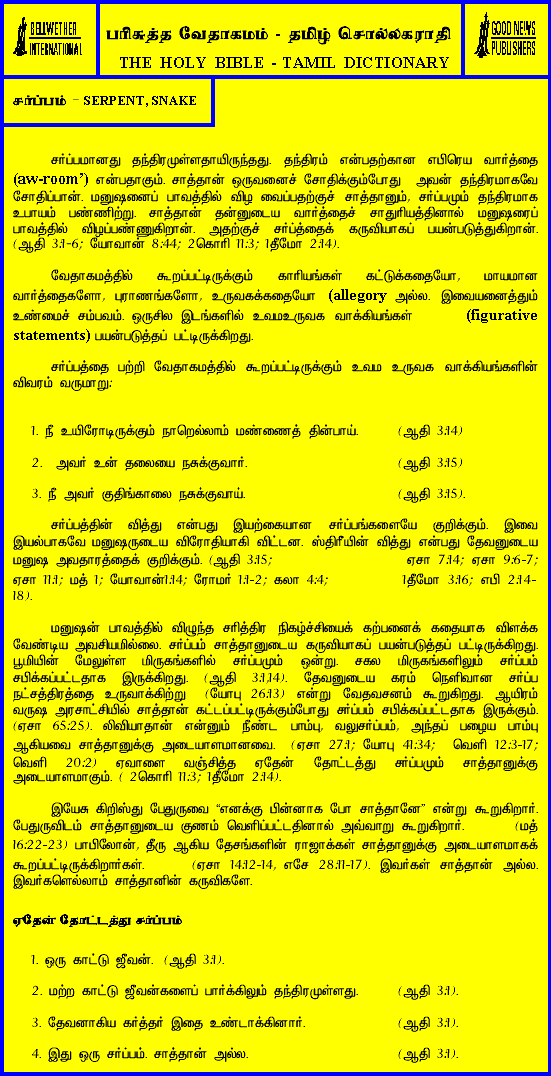 BELLWETHER
INTERNATIONAL
பரிசுத்த வேதாகமம் - தமிழ் சொல்லகராதி
THE HOLY BIBLE - TAMIL DICTIONARY
GOOD NEWS
PUBLISHERS
சர்ப்பம் - SERPENT, SNAKE
சர்ப்பமானது தந்திரமுள்ளதாயிருந்தது. தந்திரம் என்பதற்கான எபிரெய வார்த்தை
(aw-room’) என்பதாகும். சாத்தான் ஒருவனைச் சோதிக்கும்போது அவன் தந்திரமாகவே
சோதிப்பான். மனுஷனைப் பாவத்தில் விழ வைப்பதற்குச் சாத்தானும், சர்ப்பமும் தந்திரமாக
உபாயம் பண்ணிற்று. சாத்தான் தன்னுடைய வார்த்தைச் சாதுரியத்தினால் மனுஷரைப்
பாவத்தில் விழப்பண்ணுகிறான். அதற்குச் சர்ப்த்தைக் கருவியாகப் பயன்படுத்துகிறான்.
(ஆதி 3:1-6; யோவான் 8:44; 2கொரி 11:3; 1தீமோ 2:14).
வேதாகமத்தில் கூறப்பட்டிருக்கும் காரியங்கள் கட்டுக்கதையோ, மாயமான
வார்த்தைகளோ, புராணங்களோ, உருவகக்கதையோ (allegory அல்ல. இவையனைத்தும்
உண்மைச் சம்பவம். ஒருசில இடங்களில் உவமஉருவக வாக்கியங்கள் (figurative
statements) பயன்படுத்தப் பட்டிருக்கிறது.
சர்ப்பத்தை பற்றி வேதாகமத்தில் கூறப்பட்டிருக்கும் உவம உருவக வாக்கியங்களின்
விவரம் வருமாறு:
1. நீ உயிரோடிருக்கும் நாறெல்லாம் மண்ணைத் தின்பாய். (ஆதி 3:14)
2. அவர் உன் தலையை நசுக்குவார். (ஆதி 3:15)
3. நீ அவர் குதிங்காலை நசுக்குவாய். (ஆதி 3:15).
சர்ப்பத்தின் வித்து என்பது இயற்கையான சர்ப்பங்களையே குறிக்கும். இவை
இயல்பாகவே மனுஷருடைய விரோதியாகி விட்டன. ஸ்திரீயின் வித்து என்பது தேவனுடைய
மனுஷ அவதாரத்தைக் குறிக்கும். (ஆதி 3:15; ஏசா 7:14; ஏசா 9:6-7;
ஏசா 11:1; மத் 1; யோவான்1:14; ரோமர் 1:1-2; கலா 4:4; 1தீமோ 3:16; எபி 2:14-
18).
மனுஷன் பாவத்தில் விழுந்த சரித்திர நிகழ்ச்சியைக் கற்பனைக் கதையாக விளக்க
வேண்டிய அவசியமில்லை. சர்ப்பம் சாத்தானுடைய கருவியாகப் பயன்படுத்தப் பட்டிருக்கிறது.
பூமியின் மேலுள்ள மிருகங்களில் சர்ப்பமும் ஒன்று. சகல மிருகங்களிலும் சர்ப்பம்
சபிக்கப்பட்டதாக இருக்கிறது. (ஆதி 3:1,14). தேவனுடைய கரம் நெளிவான சர்ப்ப
நட்சத்திரத்தை உருவாக்கிற்று (யோபு 26:13) என்று வேதவசனம் கூறுகிறது. ஆயிரம்
வருஷ அரசாட்சியில் சாத்தான் கட்டப்பட்டிருக்கும்போது சர்ப்பம் சபிக்கப்பட்டதாக இருக்கும்.
(ஏசா 65:25). லிவியாதான் என்னும் நீண்ட பாம்பு, வலுசர்ப்பம், அந்தப் பழைய பாம்பு
ஆகியவை சாத்தானுக்கு அடையாளமானவை. (ஏசா 27:1; யோபு 41:34; வெளி 12:3-17;
வெளி 20:2) ஏவாளை வஞ்சித்த ஏதேன் தோட்டத்து சர்ப்பமும் சாத்தானுக்கு
அடையாளமாகும். ( 2கொரி 11:3; 1தீமோ 2:14).
இயேசு கிறிஸ்து பேதுருவை “எனக்கு பின்னாக போ சாத்தானே” என்று கூறுகிறார்.
பேதுருவிடம் சாத்தானுடைய குணம் வெளிப்பட்டதினால் அவ்வாறு கூறுகிறார். (மத்
16:22-23) பாபிலோன், தீரு ஆகிய தேசங்களின் ராஜாக்கள் சாத்தானுக்கு அடையாளமாகக்
கூறப்பட்டிருக்கிறார்கள். (ஏசா 14:12-14, எசே 28:11-17). இவர்கள் சாத்தான் அல்ல.
இவர்களெல்லாம் சாத்தானின் கருவிகளே.
ஏதேன் தோட்டத்து சர்ப்பம்
1. ஒரு காட்டு ஜீவன். (ஆதி 3:1).
2. மற்ற காட்டு ஜீவன்களைப் பார்க்கிலும் தந்திரமுள்ளது. (ஆதி 3:1).
3. தேவனாகிய கர்த்தர் இதை உண்டாக்கினார். (ஆதி 3:1).
4. இது ஒரு சர்ப்பம். சாத்தான் அல்ல. (ஆதி 3:1).